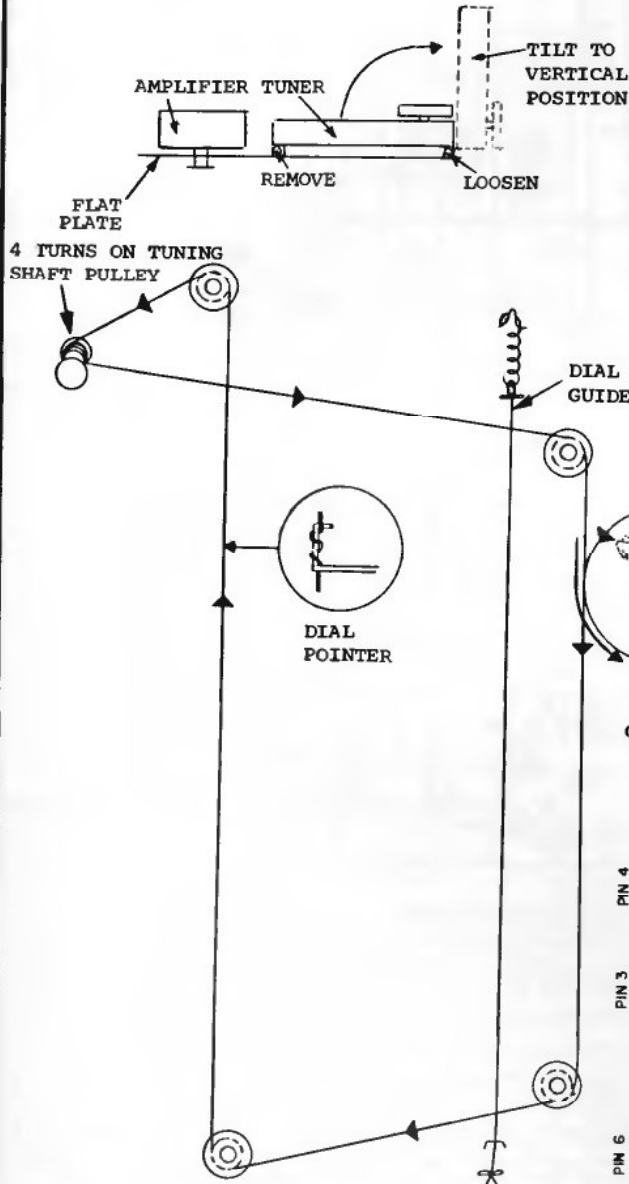 TILT TO
VERTICAL
POSITION
AMPLIFIER TUNER
REMOVE
LOOSEN
FLAT
PLATE
4 TURNS ON TUNING
SHAFT PULLEY
DIAL
GUIDE
DIAL
POINTER
PIN 4
PIN 3
PIN 6